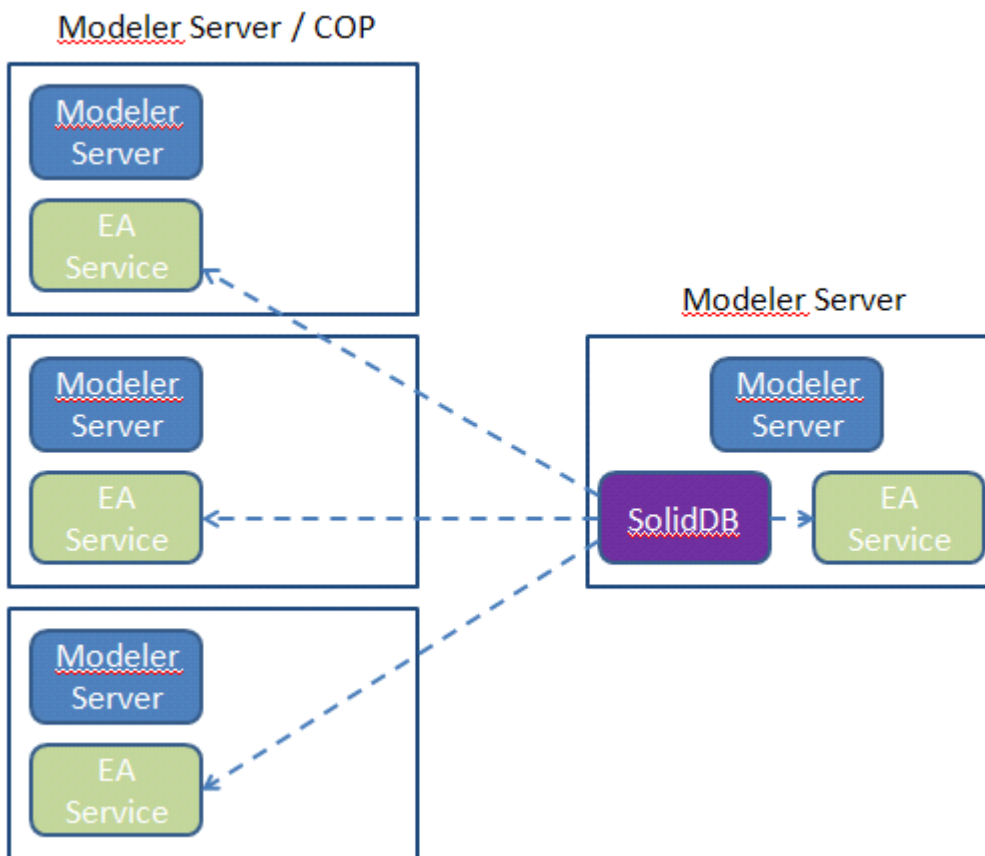 Modeler Server / COP
Modeler
Server
EA
Service
Modeler
Server
EA
Service
Modeler
Server
EA
Service
Modeler Server
Modeler
Server
SolidDB
EA
Service